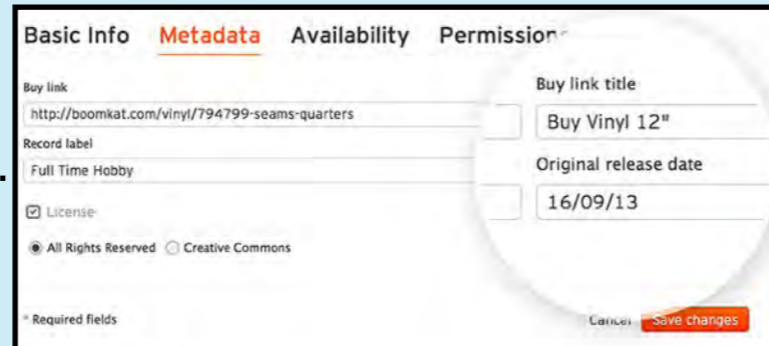 Basic Info Metadata Availability Permission
Buy link
Buy link title
http://boomkat.com/vinyl/794799-seams-quarters
Buy Vinyl 12"
Record label
Original release date
Full Time Hobby
16/09/13
License
All Rights Reserved Creative Commons
* Required fields
Cancel Save changes